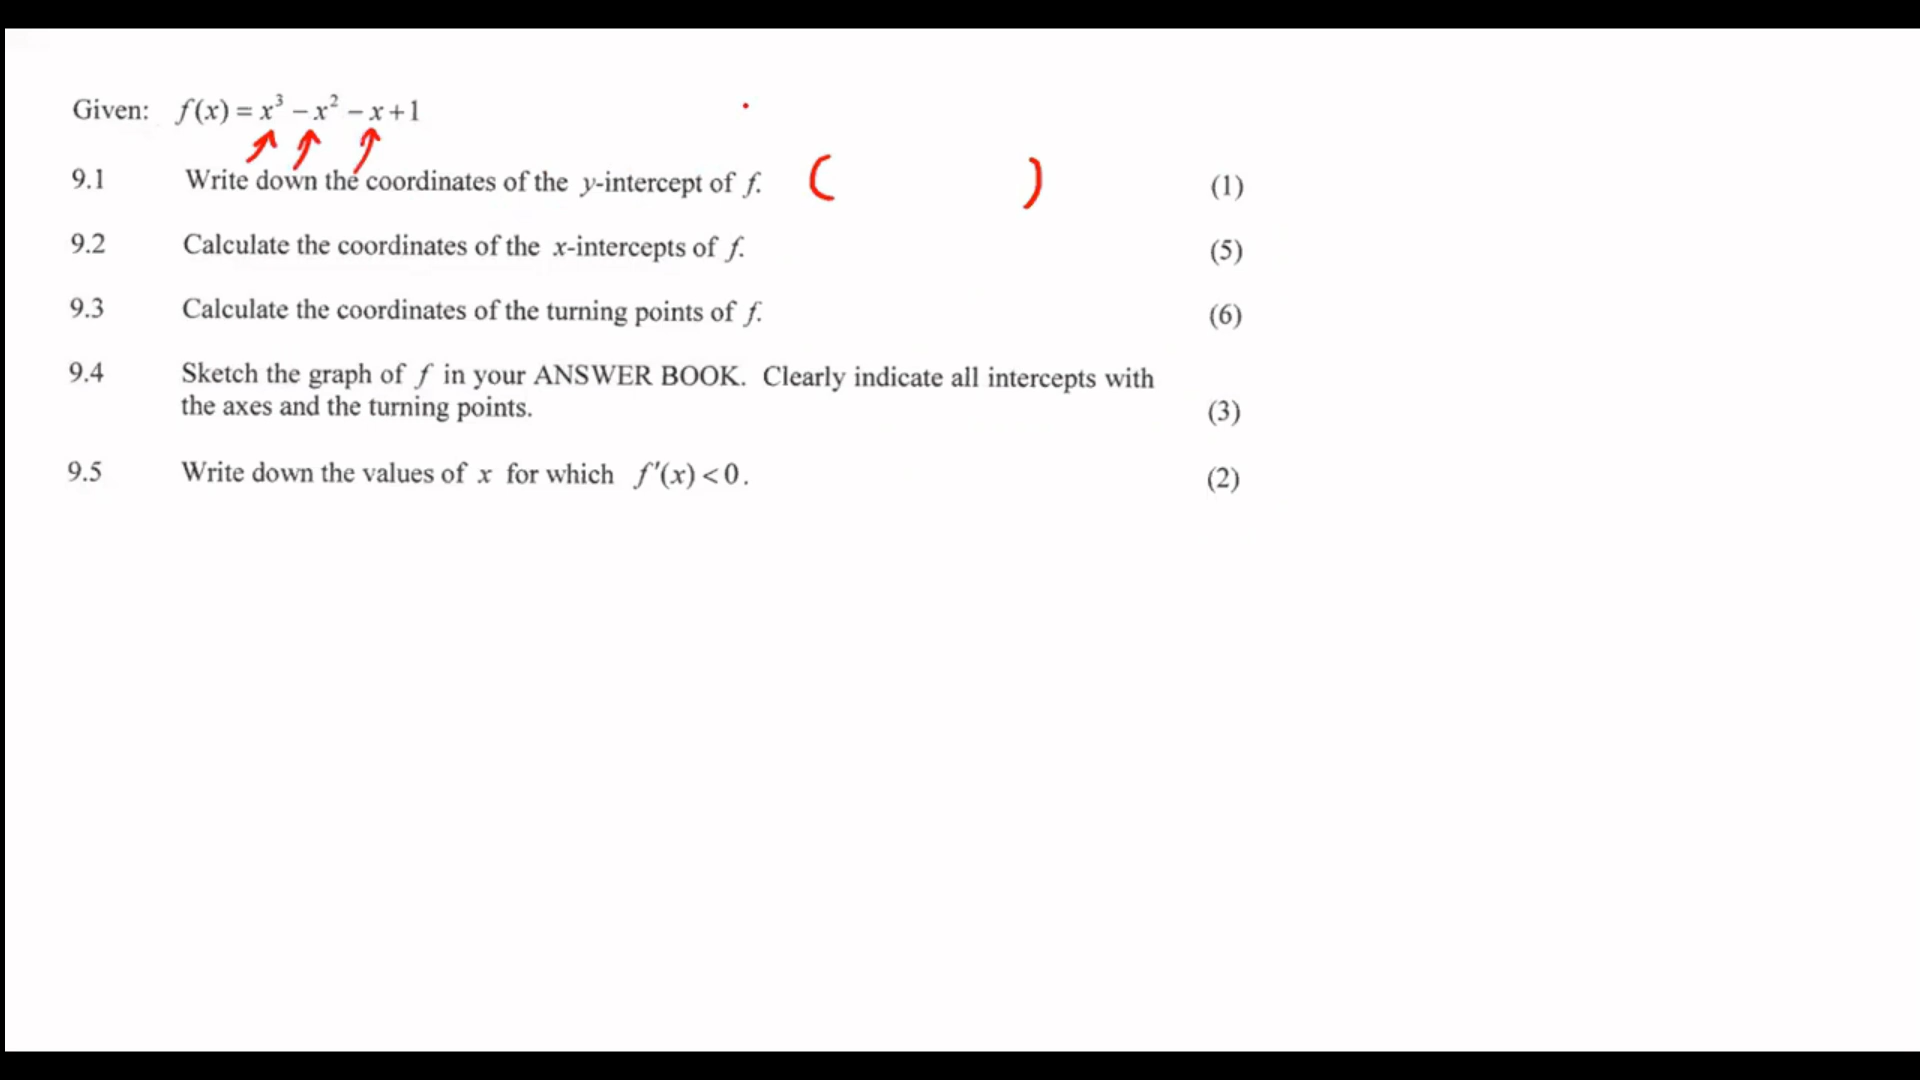 Given: f(x) = x³ − x² − x + 1
9.1 Write down the coordinates of the y-intercept of f. ( ) (1)
9.2 Calculate the coordinates of the x-intercepts of f. (5)
9.3 Calculate the coordinates of the turning points of f. (6)
9.4 Sketch the graph of f in your ANSWER BOOK. Clearly indicate all intercepts with
the axes and the turning points. (3)
9.5 Write down the values of x for which f′(x) < 0. (2)